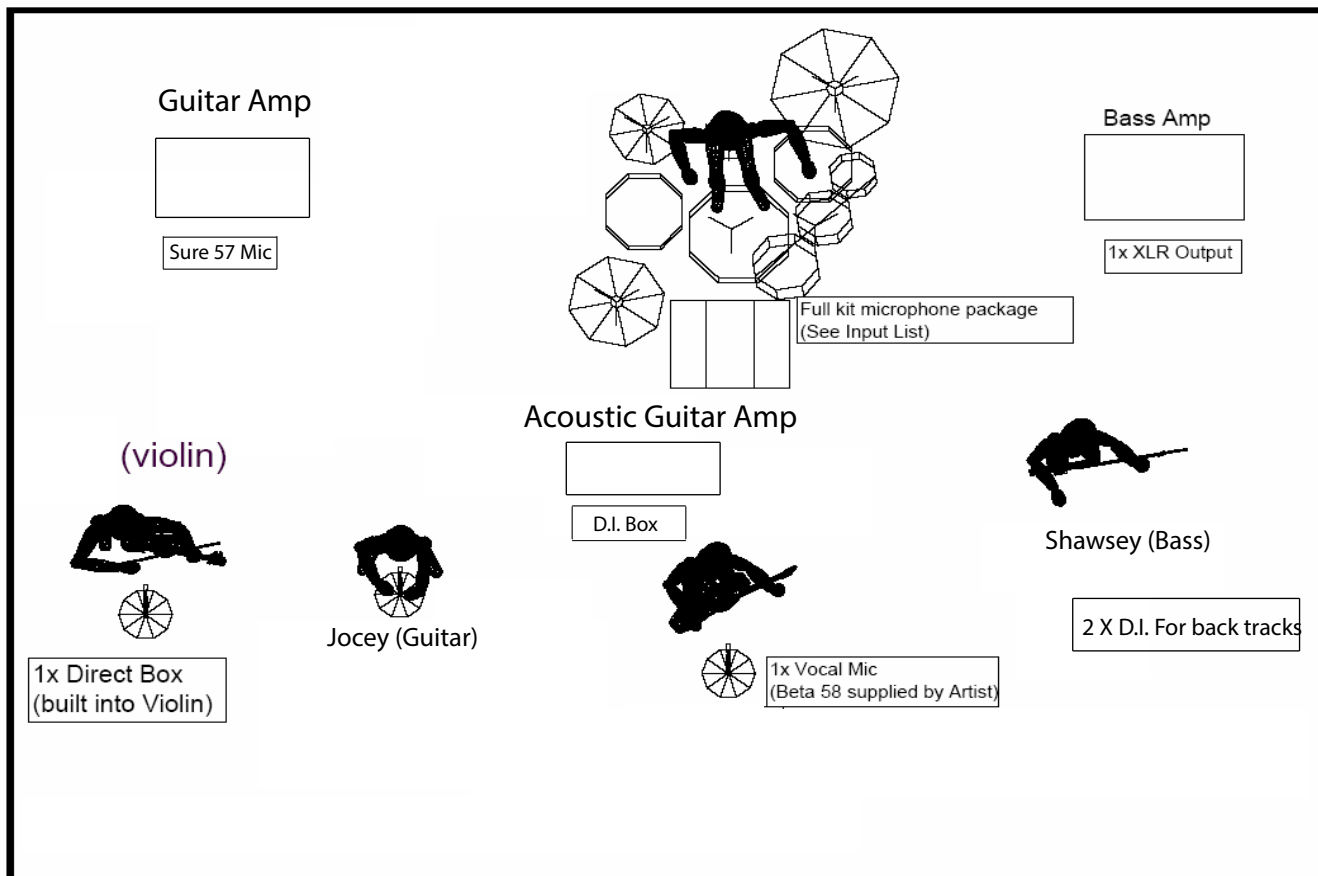 Guitar Amp
Bass Amp
Sure 57 Mic
1x XLR Output
Full kit microphone package
(See Input List)
Acoustic Guitar Amp
(violin)
D.I. Box
Shawsey (Bass)
Jocey (Guitar)
2 X D.I. For back tracks
1x Direct Box
(built into Violin)
1x Vocal Mic
(Beta 58 supplied by Artist)